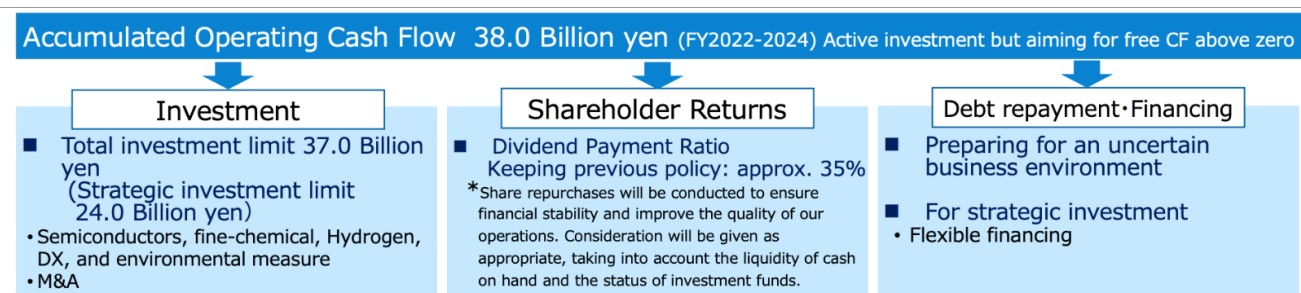 Accumulated Operating Cash Flow 38.0 Billion yen (FY2022-2024) Active investment but aiming for free CF above zero
Investment
■ Total investment limit 37.0 Billion
yen
(Strategic investment limit
24.0 Billion yen)
・Semiconductors, fine-chemical, Hydrogen,
DX, and environmental measure
・M&A
Shareholder Returns
■ Dividend Payment Ratio
Keeping previous policy: approx. 35%
*Share repurchases will be conducted to ensure
financial stability and improve the quality of our
operations. Consideration will be given as
appropriate, taking into account the liquidity of cash
on hand and the status of investment funds.
Debt repayment・Financing
■ Preparing for an uncertain
business environment
■ For strategic investment
・Flexible financing